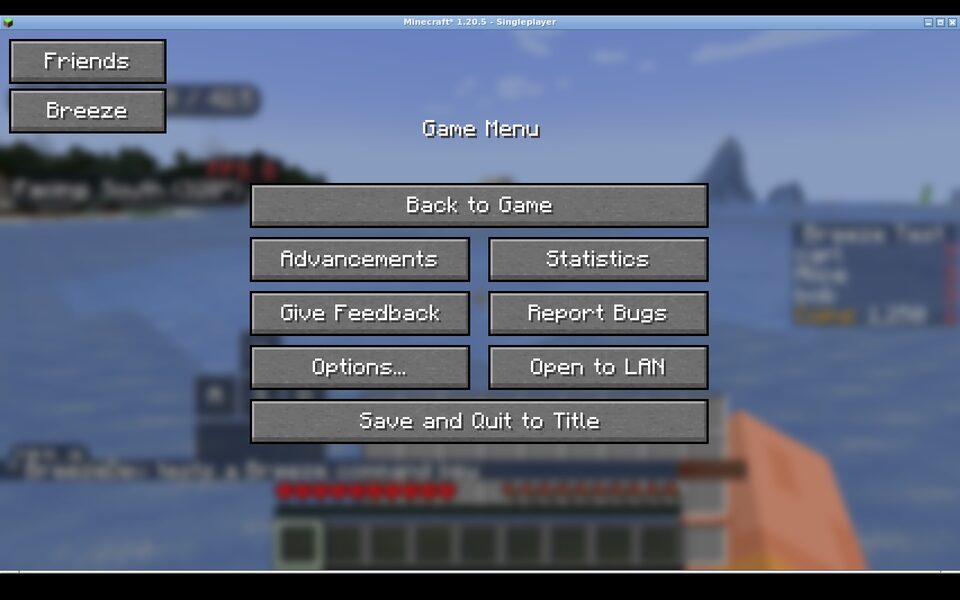 Minecraft* 1.20.5 - Singleplayer
Friends
Breeze
Game Menu
Back to Game
Advancements
Statistics
Give Feedback
Report Bugs
Options...
Open to LAN
Save and Quit to Title